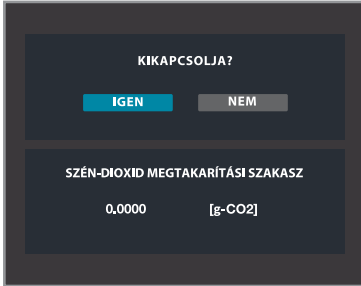 KIKAPCSOLJA?
IGEN NEM
SZÉN-DIOXID MEGTAKARÍTÁSI SZAKASZ
0.0000 [g-CO2]